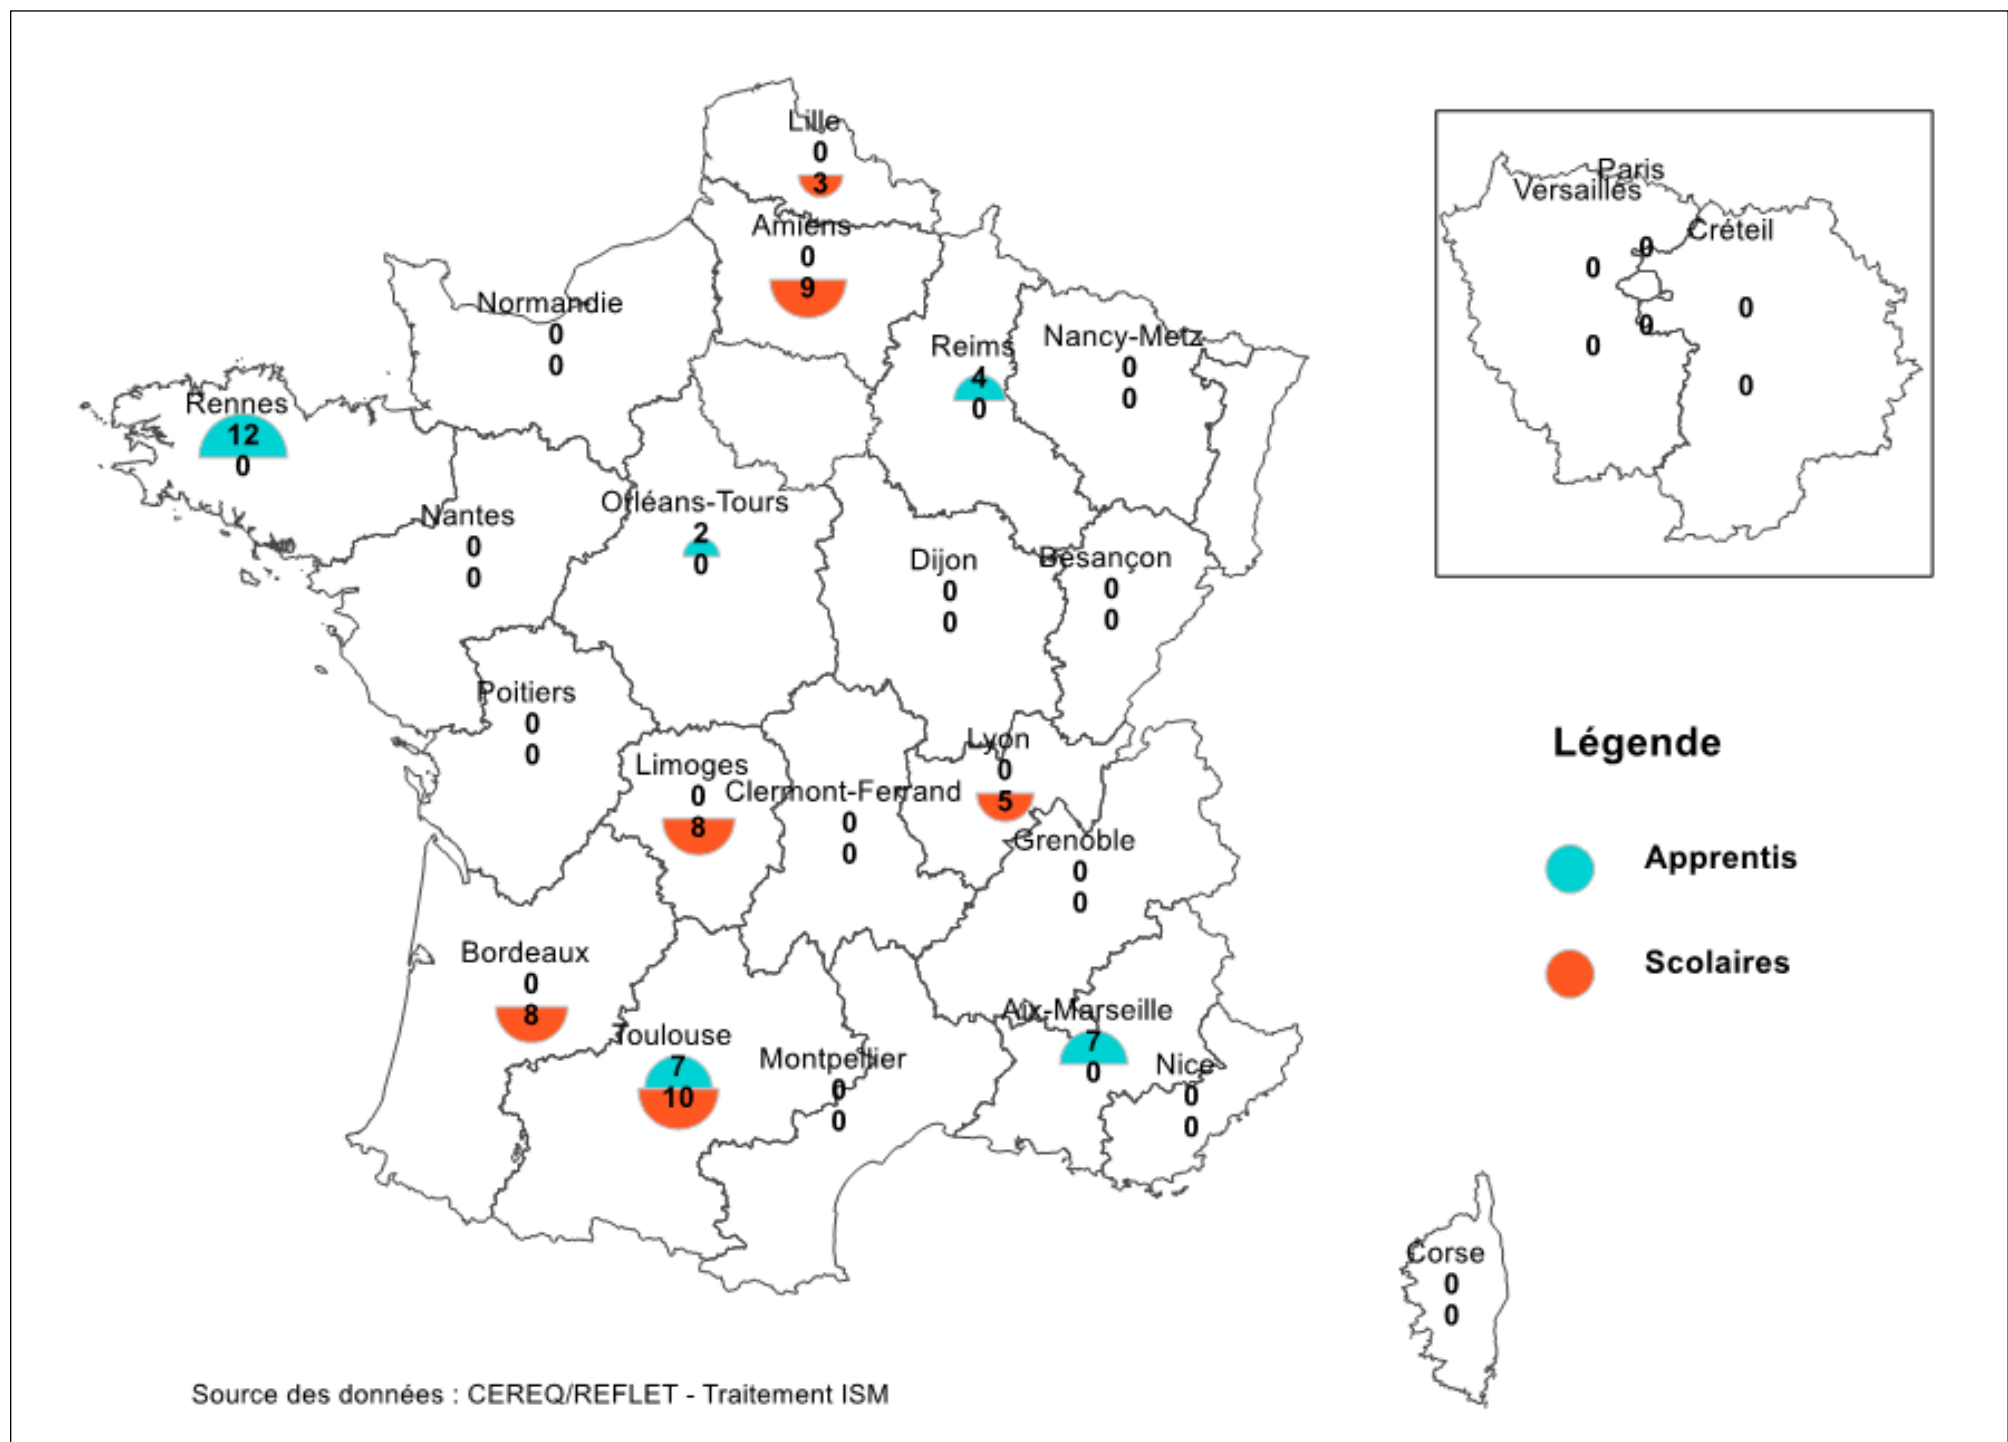 Lille
0
3
Amiens
0
9
Normandie
0
0
Reims
4
0
Nancy-Metz
0
0
Rennes
12
0
Nantes
0
0
Orléans-Tours
2
0
Dijon
0
0
Besançon
0
0
Poitiers
0
0
Limoges
0
8
Clermont-Ferrand
0
0
Lyon
0
5
Grenoble
0
0
Bordeaux
0
8
Toulouse
7
10
Montpellier
0
0
Aix-Marseille
7
0
Nice
0
0
Corse
0
0
Paris
0
0
Versailles
0
0
Créteil
0
0
Légende
Apprentis
Scolaires
Source des données : CEREQ/REFLET - Traitement ISM